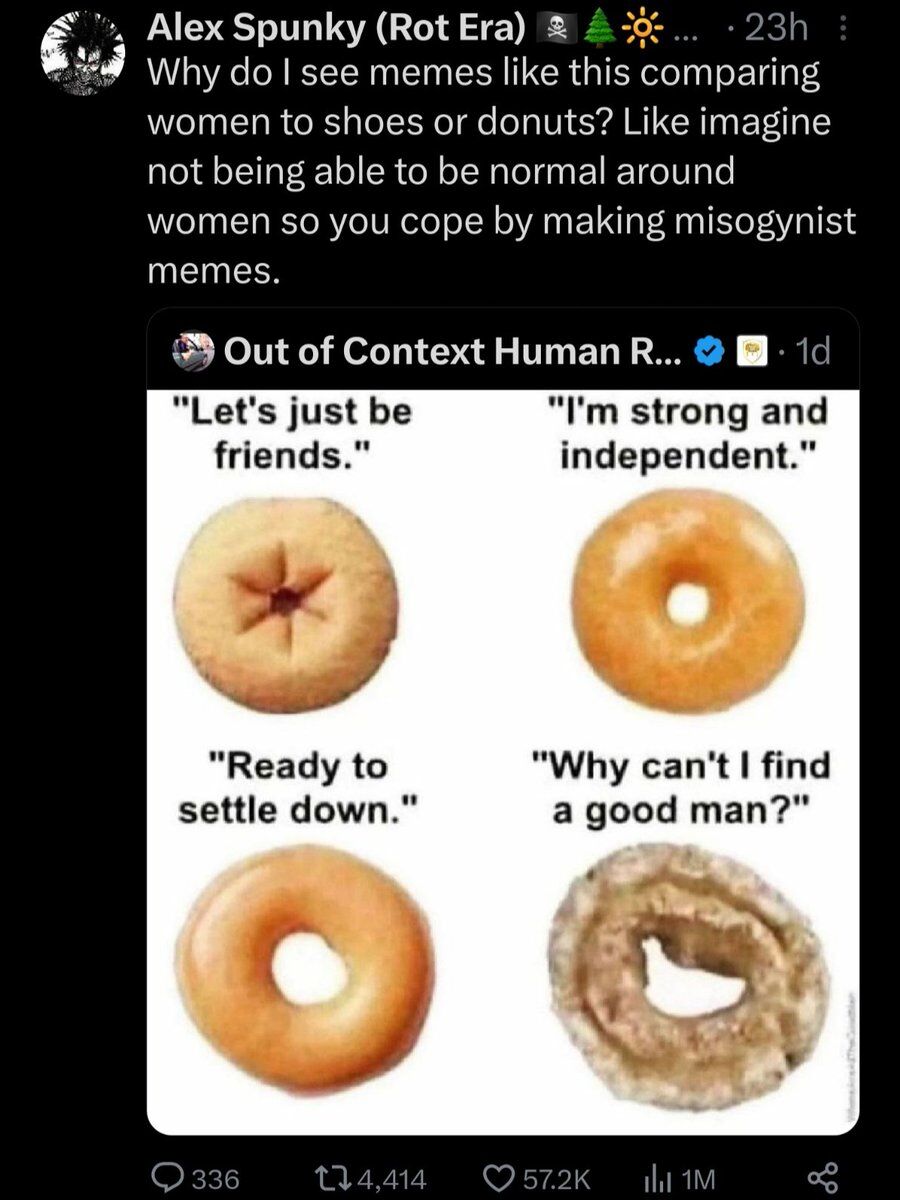 Alex Spunky (Rot Era) 🏴‍☠️🌲🔆... · 23h
Why do I see memes like this comparing
women to shoes or donuts? Like imagine
not being able to be normal around
women so you cope by making misogynist
memes.
Out of Context Human R... · 1d
"Let's just be
friends."
"I'm strong and
independent."
"Ready to
settle down."
"Why can't I find
a good man?"
336 4,414 57.2K 1M